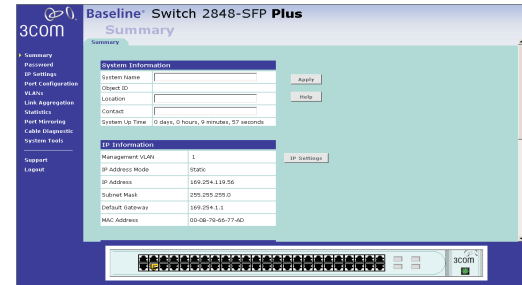 3COM
Baseline Switch 2848-SFP Plus
Summary
Summary
Summary
Password
IP Settings
Port Configuration
VLANs
Link Aggregation
Statistics
Port Mirroring
Cable Diagnostic
System Tools
Support
Logout
System Information
System Name
Object ID
Location
Contact
System Up Time 0 days, 0 hours, 9 minutes, 57 seconds
Apply
Help
IP Information
Management VLAN 1
IP Address Mode Static
IP Address 169.254.119.56
Subnet Mask 255.255.255.0
Default Gateway 169.254.1.1
MAC Address 00-0B-78-66-77-AD
IP Settings
3com